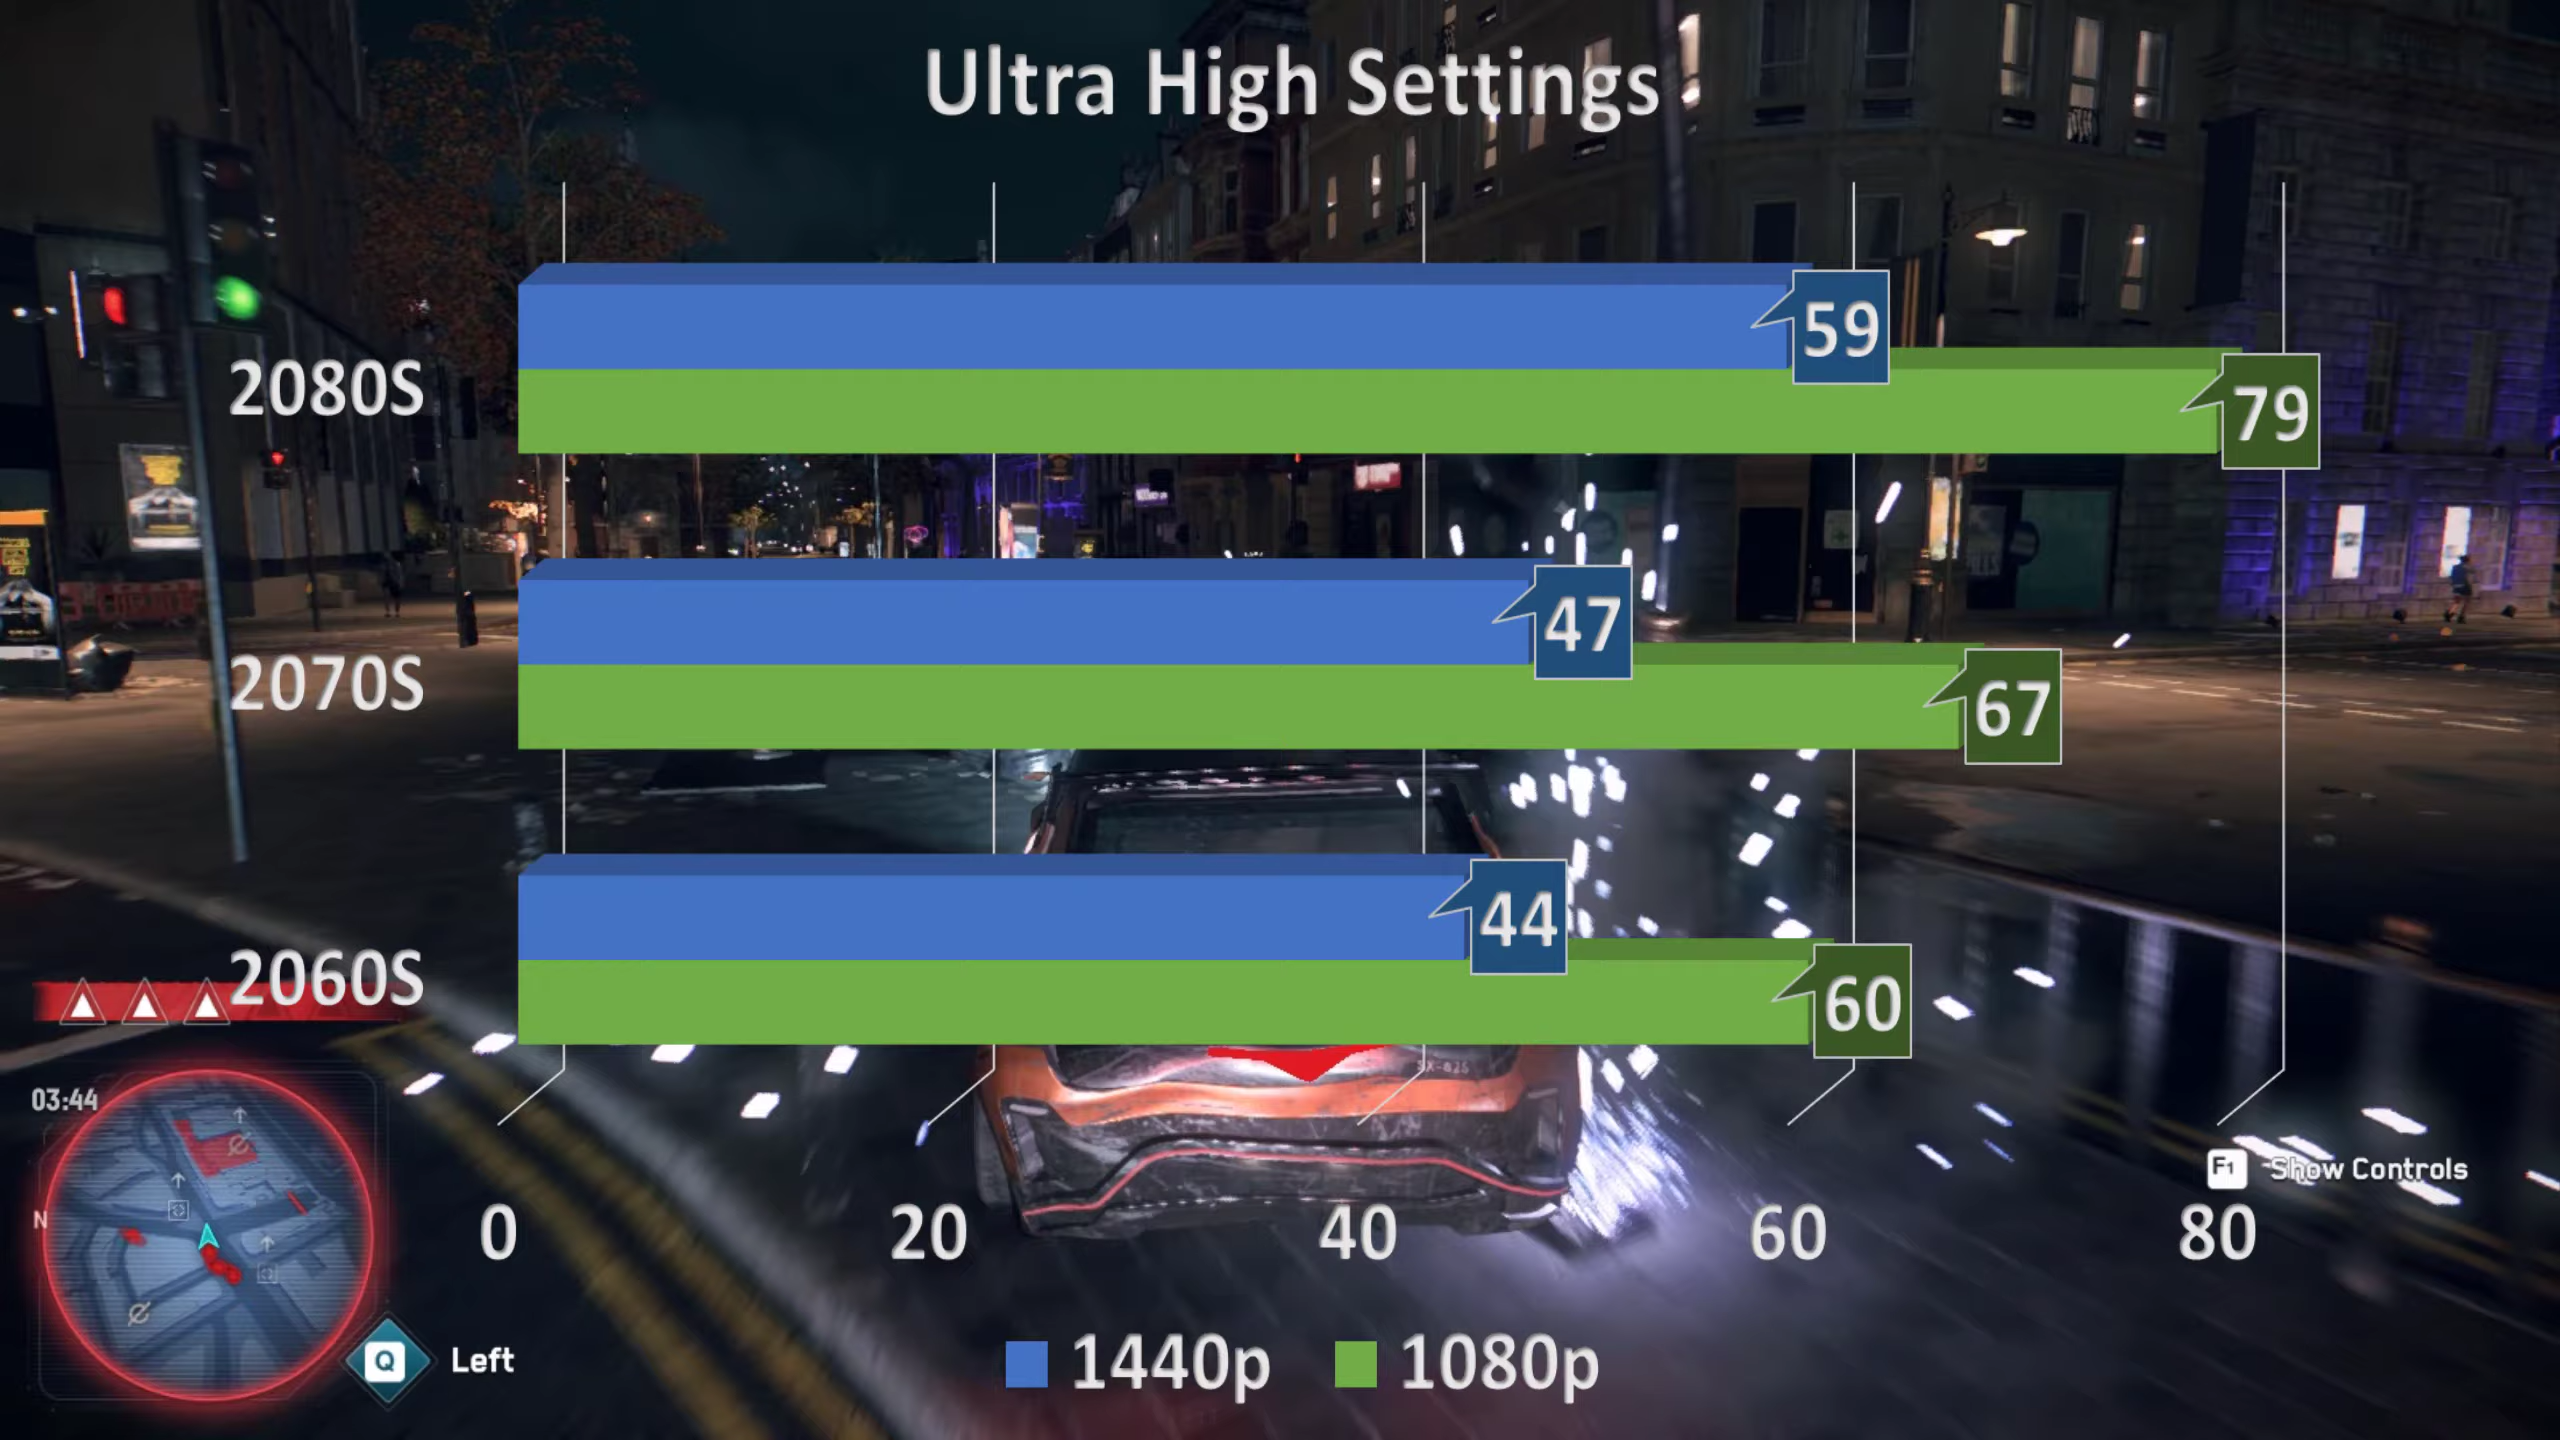 Ultra High Settings
59
2080S
79
47
2070S
67
44
2060S
60
03:44
N
F1 Show Controls
0 20 40 60 80
Q Left
1440p 1080p